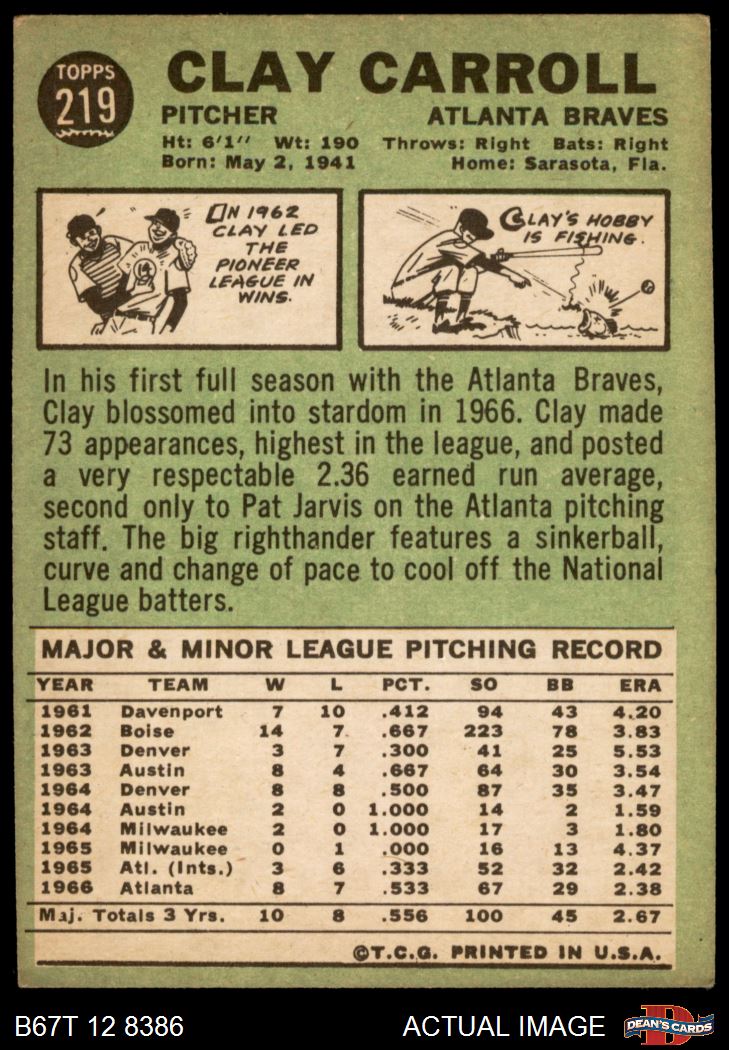 TOPPS
219
CLAY CARROLL
PITCHER ATLANTA BRAVES
Ht: 6'1'' Wt: 190 Throws: Right Bats: Right
Born: May 2, 1941 Home: Sarasota, Fla.
IN 1962
CLAY LED
THE
PIONEER
LEAGUE IN
WINS.
CLAY'S HOBBY
IS FISHING.
In his first full season with the Atlanta Braves,
Clay blossomed into stardom in 1966. Clay made
73 appearances, highest in the league, and posted
a very respectable 2.36 earned run average,
second only to Pat Jarvis on the Atlanta pitching
staff. The big righthander features a sinkerball,
curve and change of pace to cool off the National
League batters.
MAJOR & MINOR LEAGUE PITCHING RECORD
YEAR TEAM W L PCT. SO BB ERA
1961 Davenport 7 10 .412 94 43 4.20
1962 Boise 14 7 .667 223 78 3.83
1963 Denver 3 7 .300 41 25 5.53
1963 Austin 8 4 .667 64 30 3.54
1964 Denver 8 8 .500 87 35 3.47
1964 Austin 2 0 1.000 14 2 1.59
1964 Milwaukee 2 0 1.000 17 3 1.80
1965 Milwaukee 0 1 .000 16 13 4.37
1965 Atl. (Ints.) 3 6 .333 52 32 2.42
1966 Atlanta 8 7 .533 67 29 2.38
Maj. Totals 3 Yrs. 10 8 .556 100 45 2.67
©T.C.G. PRINTED IN U.S.A.
B67T 12 8386 ACTUAL IMAGE
D
DEAN'S CARDS